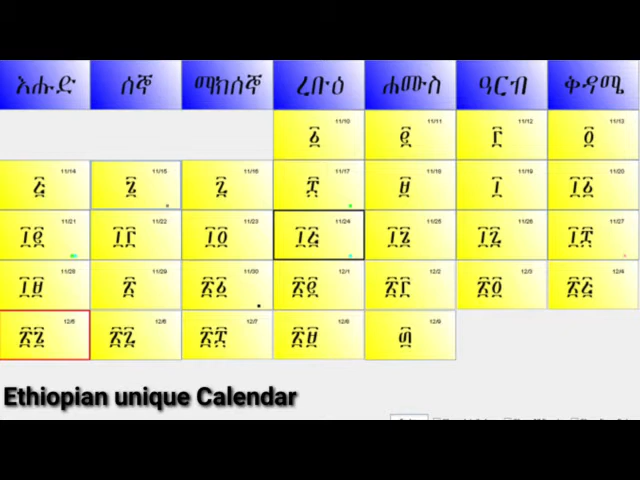 እሑድ ሰኞ ማክሰኞ ረቡዕ ሐሙስ ዓርብ ቅዳሜ
11/10 11/11 11/12 11/13
፩ ፪ ፫ ፬
11/14 11/15 11/16 11/17 11/18 11/19 11/20
፭ ፮ ፯ ፰ ፱ ፲ ፲፩
11/21 11/22 11/23 11/24 11/25 11/26 11/27
፲፪ ፲፫ ፲፬ ፲፭ ፲፮ ፲፯ ፲፰
11/28 11/29 11/30 12/1 12/2 12/3 12/4
፲፱ ፳ ፳፩ ፳፪ ፳፫ ፳፬ ፳፭
12/5 12/6 12/7 12/8 12/9
፳፮ ፳፯ ፳፰ ፳፱ ፴
Ethiopian unique Calendar